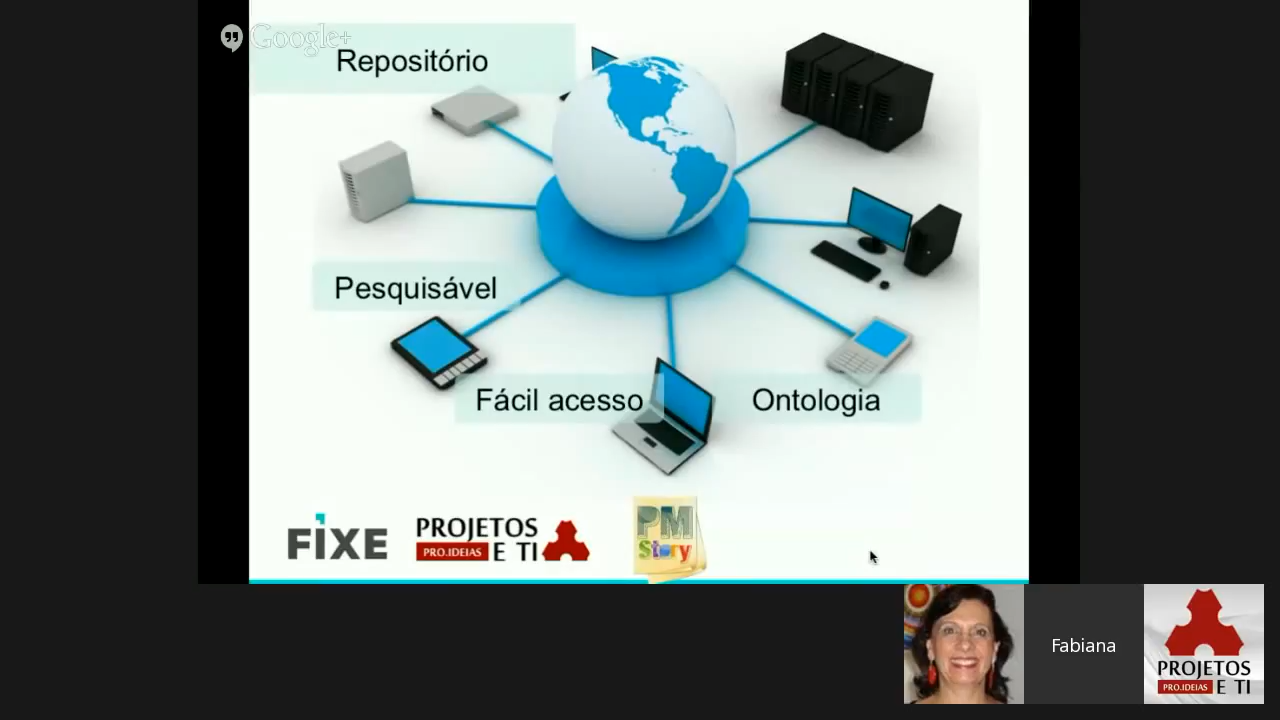 Google+
Repositório
Pesquisável
Fácil acesso
Ontologia
FIXE
PROJETOS
PRO.IDEIAS E TI
PM
Story
Fabiana
PROJETOS
PRO.IDEIAS E TI